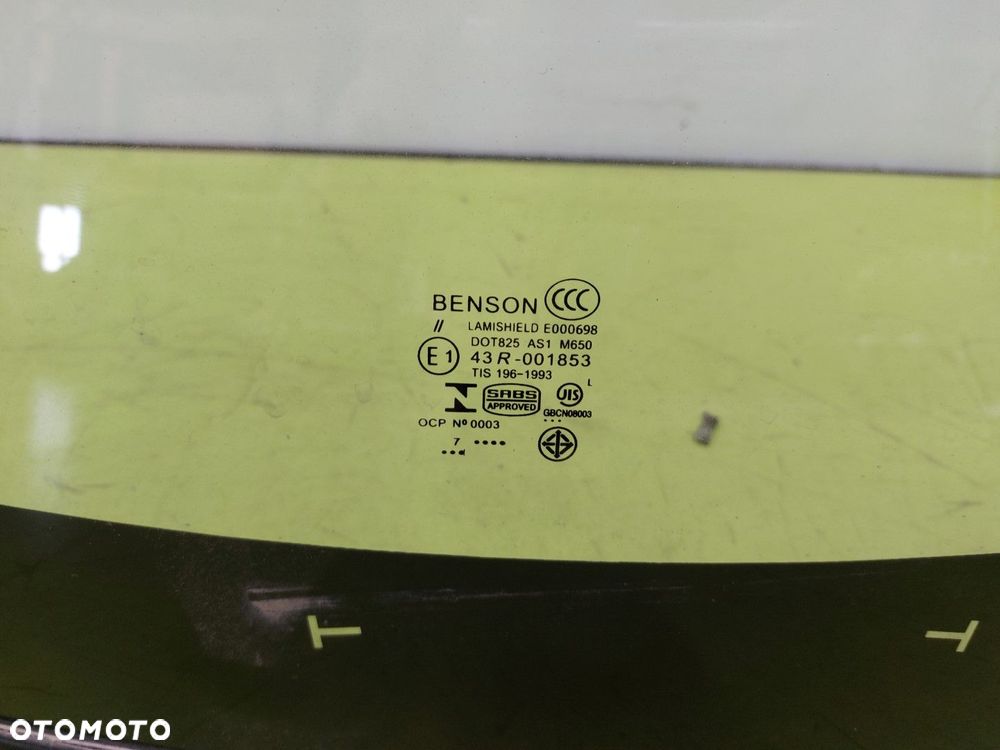 BENSON CCC
// LAMISHIELD E000698
DOT825 AS1 M650
E1 43R-001853
TIS 196-1993
L
SABS JIS
APPROVED GBCN08003
OCP Nº 0003
7
OTOMOTO